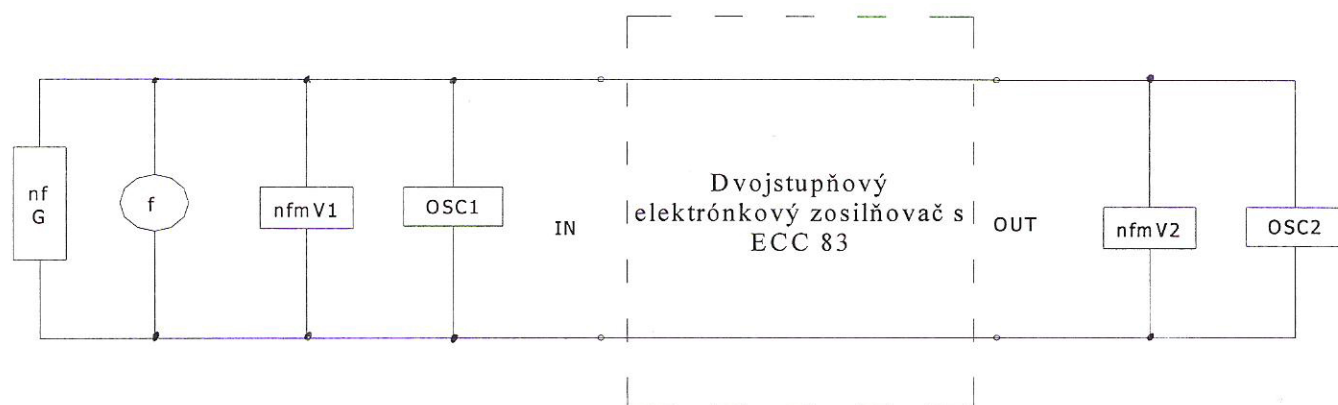 nf
G
f
nfmV1
OSC1
IN
Dvojstupňový
elektrónkový zosilňovač s
ECC 83
OUT
nfmV2
OSC2